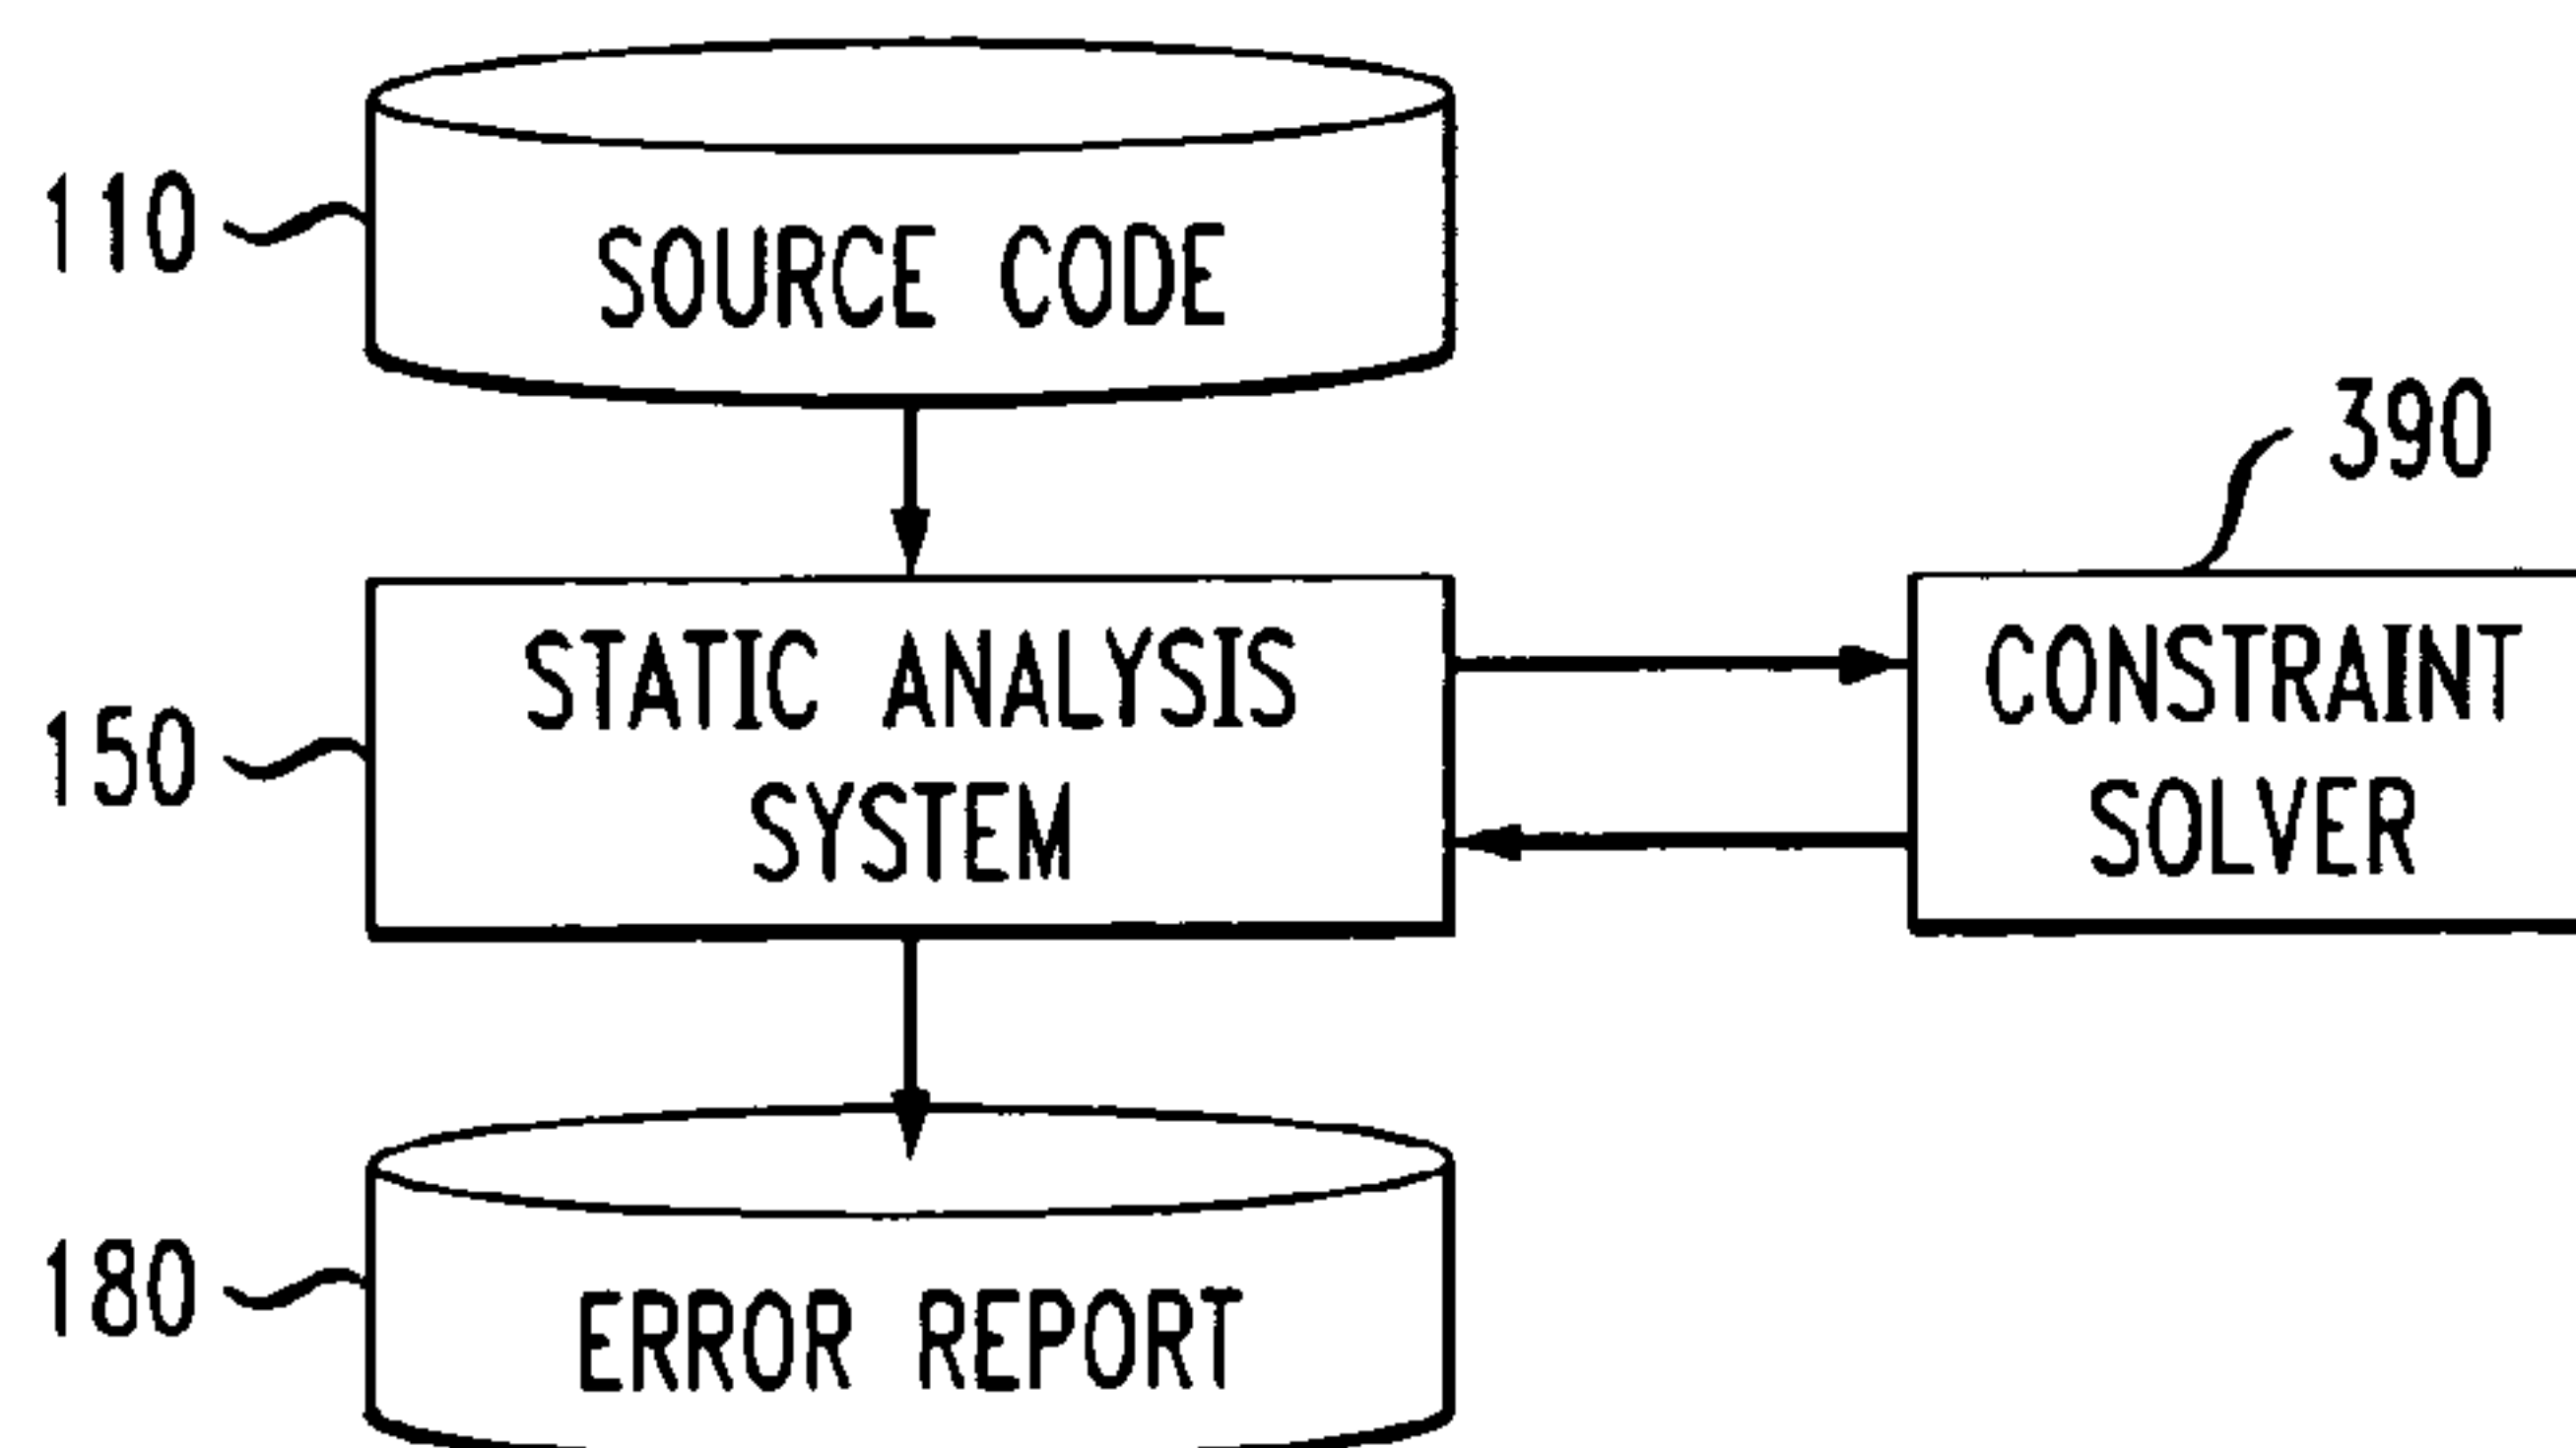 110
SOURCE CODE
390
150
STATIC ANALYSIS
SYSTEM
CONSTRAINT
SOLVER
180
ERROR REPORT